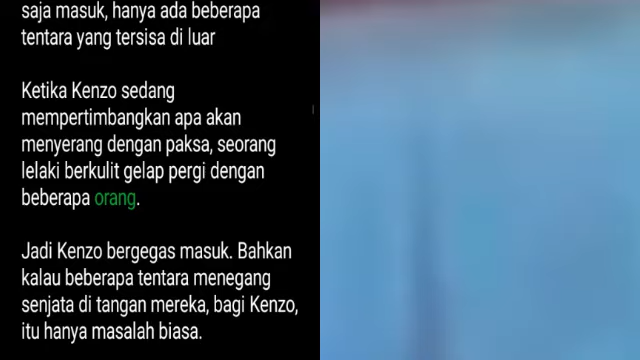 saja masuk, hanya ada beberapa
tentara yang tersisa di luar
Ketika Kenzo sedang
mempertimbangkan apa akan
menyerang dengan paksa, seorang
lelaki berkulit gelap pergi dengan
beberapa orang.
Jadi Kenzo bergegas masuk. Bahkan
kalau beberapa tentara menegang
senjata di tangan mereka, bagi Kenzo,
itu hanya masalah biasa.